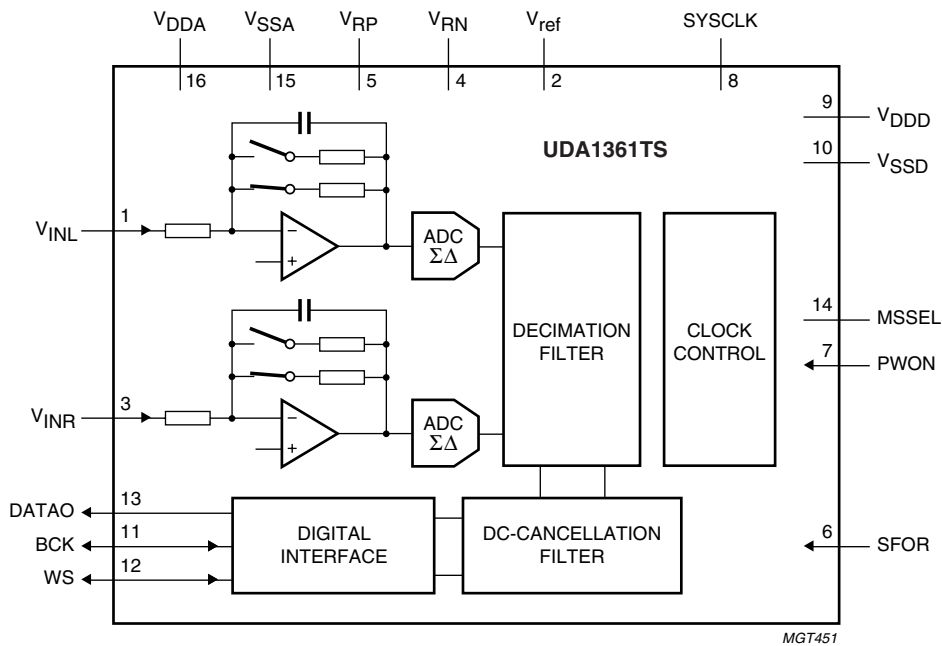 VDDA VSSA VRP VRN Vref SYSCLK
16 15 5 4 2 8
9 VDDD
UDA1361TS
10 VSSD
VINL 1
− +
ADC ΣΔ
DECIMATION FILTER
CLOCK CONTROL
14 MSSEL
7 PWON
VINR 3
− +
ADC ΣΔ
DATAO 13
BCK 11
WS 12
DIGITAL INTERFACE
DC-CANCELLATION FILTER
6 SFOR
MGT451